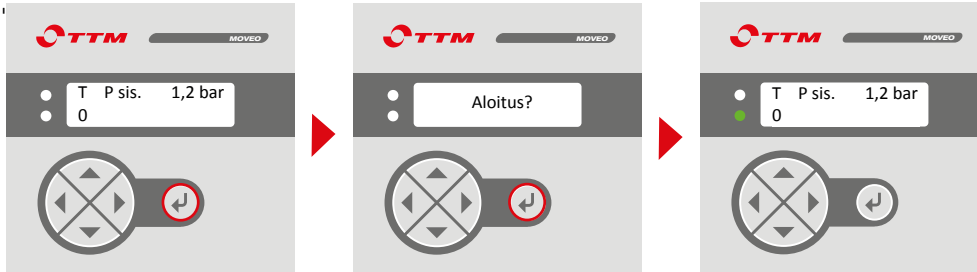 TTM MOVEO
T P sis. 1,2 bar
0
TTM MOVEO
Aloitus?
TTM MOVEO
T P sis. 1,2 bar
0